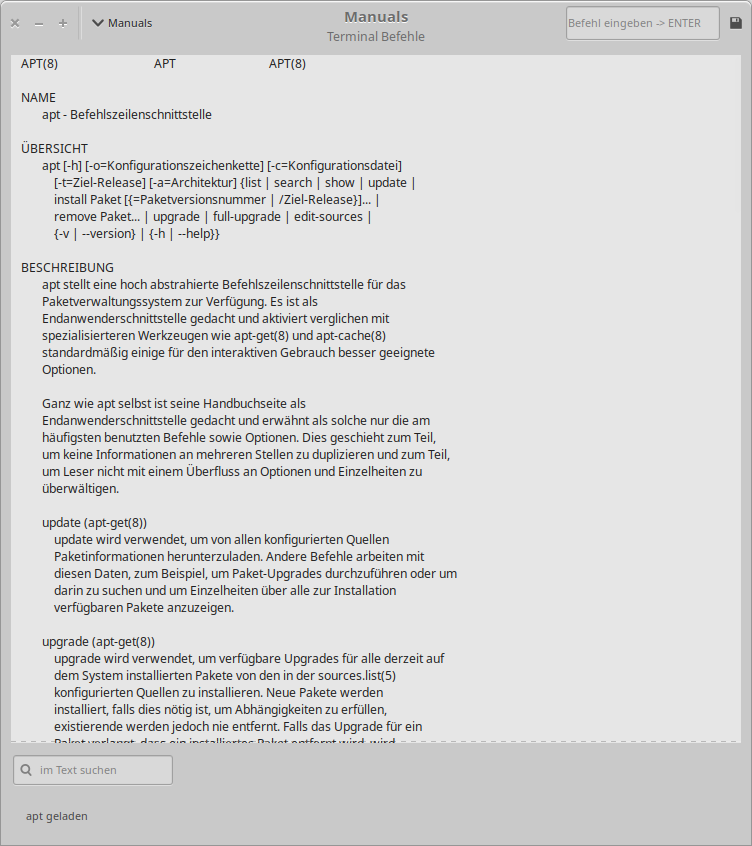 Manuals
Manuals
Terminal Befehle
Befehl eingeben -> ENTER
APT(8) APT APT(8)
NAME
apt - Befehlszeilenschnittstelle
ÜBERSICHT
apt [-h] [-o=Konfigurationszeichenkette] [-c=Konfigurationsdatei]
[-t=Ziel-Release] [-a=Architektur] {list | search | show | update |
install Paket [{=Paketversionsnummer | /Ziel-Release}]... |
remove Paket... | upgrade | full-upgrade | edit-sources |
{-v | --version} | {-h | --help}}
BESCHREIBUNG
apt stellt eine hoch abstrahierte Befehlszeilenschnittstelle für das
Paketverwaltungssystem zur Verfügung. Es ist als
Endanwenderschnittstelle gedacht und aktiviert verglichen mit
spezialisierteren Werkzeugen wie apt-get(8) und apt-cache(8)
standardmäßig einige für den interaktiven Gebrauch besser geeignete
Optionen.
Ganz wie apt selbst ist seine Handbuchseite als
Endanwenderschnittstelle gedacht und erwähnt als solche nur die am
häufigsten benutzten Befehle sowie Optionen. Dies geschieht zum Teil,
um keine Informationen an mehreren Stellen zu duplizieren und zum Teil,
um Leser nicht mit einem Überfluss an Optionen und Einzelheiten zu
überwältigen.
update (apt-get(8))
update wird verwendet, um von allen konfigurierten Quellen
Paketinformationen herunterzuladen. Andere Befehle arbeiten mit
diesen Daten, zum Beispiel, um Paket-Upgrades durchzuführen oder um
darin zu suchen und um Einzelheiten über alle zur Installation
verfügbaren Pakete anzuzeigen.
upgrade (apt-get(8))
upgrade wird verwendet, um verfügbare Upgrades für alle derzeit auf
dem System installierten Pakete von den in der sources.list(5)
konfigurierten Quellen zu installieren. Neue Pakete werden
installiert, falls dies nötig ist, um Abhängigkeiten zu erfüllen,
existierende werden jedoch nie entfernt. Falls das Upgrade für ein
Paket verlangt, dass ein installiertes Paket entfernt wird, wird
im Text suchen
apt geladen